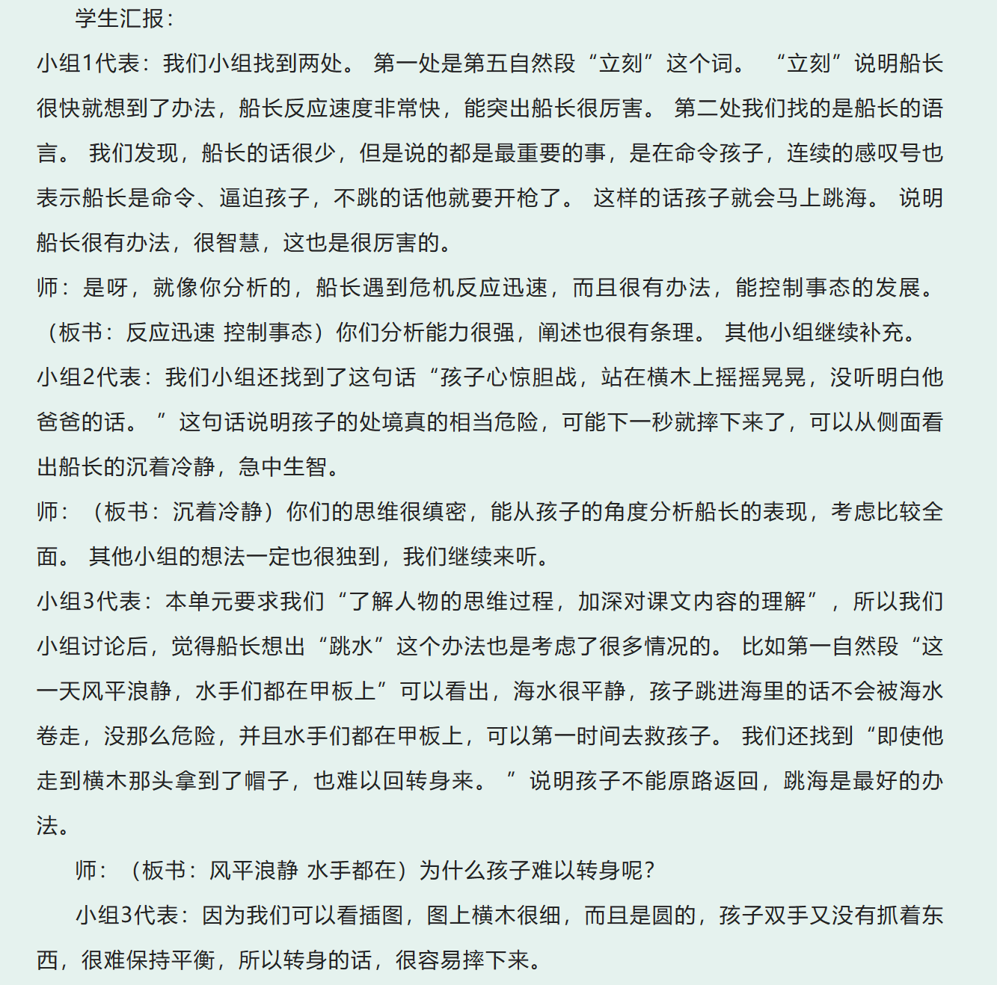 学生汇报：
小组1代表：我们小组找到两处。 第一处是第五自然段“立刻”这个词。 “立刻”说明船长
很快就想到了办法，船长反应速度非常快，能突出船长很厉害。 第二处我们找的是船长的语
言。 我们发现，船长的话很少，但是说的都是最重要的事，是在命令孩子，连续的感叹号也
表示船长是命令、逼迫孩子，不跳的话他就要开枪了。 这样的话孩子就会马上跳海。 说明
船长很有办法，很智慧，这也是很厉害的。
师：是呀，就像你分析的，船长遇到危机反应迅速，而且很有办法，能控制事态的发展。
（板书：反应迅速 控制事态）你们分析能力很强，阐述也很有条理。 其他小组继续补充。
小组2代表：我们小组还找到了这句话“孩子心惊胆战，站在横木上摇摇晃晃，没听明白他
爸爸的话。 ”这句话说明孩子的处境真的相当危险，可能下一秒就摔下来了，可以从侧面看
出船长的沉着冷静，急中生智。
师：（板书：沉着冷静）你们的思维很缜密，能从孩子的角度分析船长的表现，考虑比较全
面。 其他小组的想法一定也很独到，我们继续来听。
小组3代表：本单元要求我们“了解人物的思维过程，加深对课文内容的理解”，所以我们
小组讨论后，觉得船长想出“跳水”这个办法也是考虑了很多情况的。 比如第一自然段“这
一天风平浪静，水手们都在甲板上”可以看出，海水很平静，孩子跳进海里的话不会被海水
卷走，没那么危险，并且水手们都在甲板上，可以第一时间去救孩子。 我们还找到“即使他
走到横木那头拿到了帽子，也难以回转身来。 ”说明孩子不能原路返回，跳海是最好的办
法。
师：（板书：风平浪静 水手都在）为什么孩子难以转身呢？
小组3代表：因为我们可以看插图，图上横木很细，而且是圆的，孩子双手又没有抓着东
西，很难保持平衡，所以转身的话，很容易摔下来。